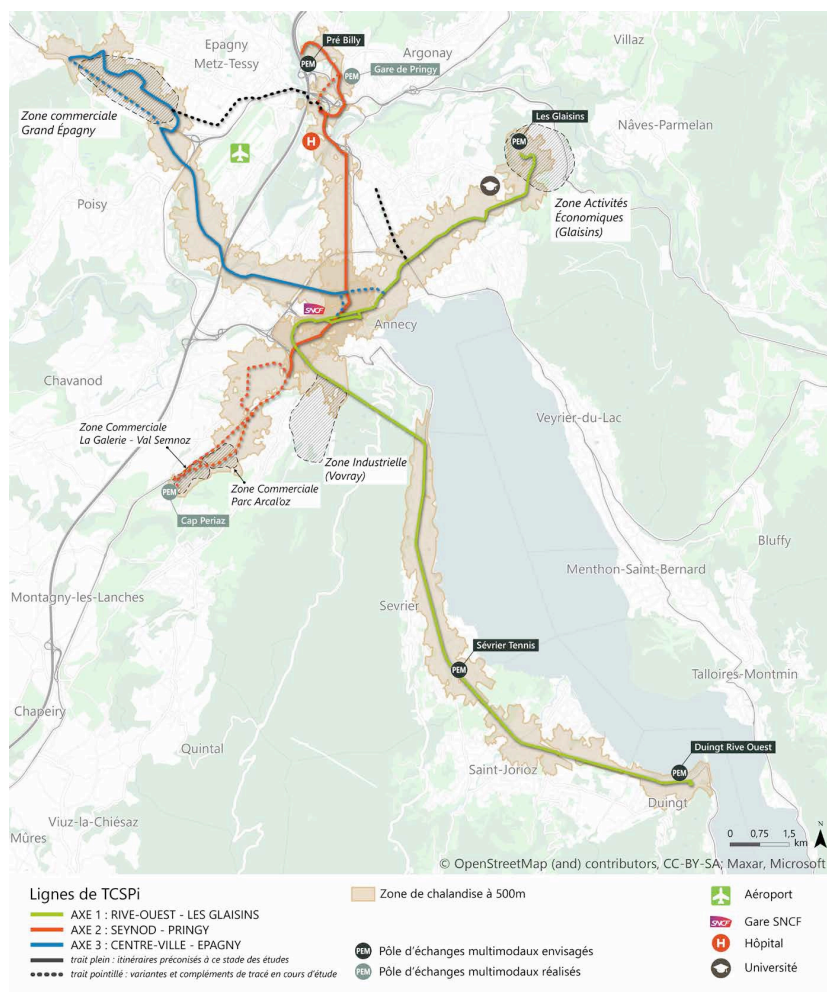 Epagny
Metz-Tessy
Pré Billy
PEM
Argonay
Villaz
PEM
Gare de Pringy
Zone commerciale
Grand Épagny
Les Glaisins
PEM
Nâves-Parmelan
H
Poisy
Zone Activités
Économiques
(Glaisins)
SNCF
Annecy
Chavanod
Veyrier-du-Lac
Zone Commerciale
La Galerie - Val Semnoz
Zone Industrielle
(Vovray)
Zone Commerciale
Parc Arcal'oz
PEM
Cap Periaz
Bluffy
Menthon-Saint-Bernard
Montagny-les-Lanches
Sevrier
Sévrier Tennis
PEM
Talloires-Montmin
Chapeiry
Quintal
Duingt Rive Ouest
PEM
Saint-Jorioz
Duingt
Viuz-la-Chiésaz
Mûres
N
0 0,75 1,5
km
© OpenStreetMap (and) contributors, CC-BY-SA; Maxar, Microsoft
Lignes de TCSPi
AXE 1 : RIVE-OUEST - LES GLAISINS
AXE 2 : SEYNOD - PRINGY
AXE 3 : CENTRE-VILLE - EPAGNY
trait plein : itinéraires préconisés à ce stade des études
trait pointillé : variantes et compléments de tracé en cours d'étude
Zone de chalandise à 500m
PEM Pôle d'échanges multimodaux envisagés
PEM Pôle d'échanges multimodaux réalisés
Aéroport
SNCF Gare SNCF
H Hôpital
Université